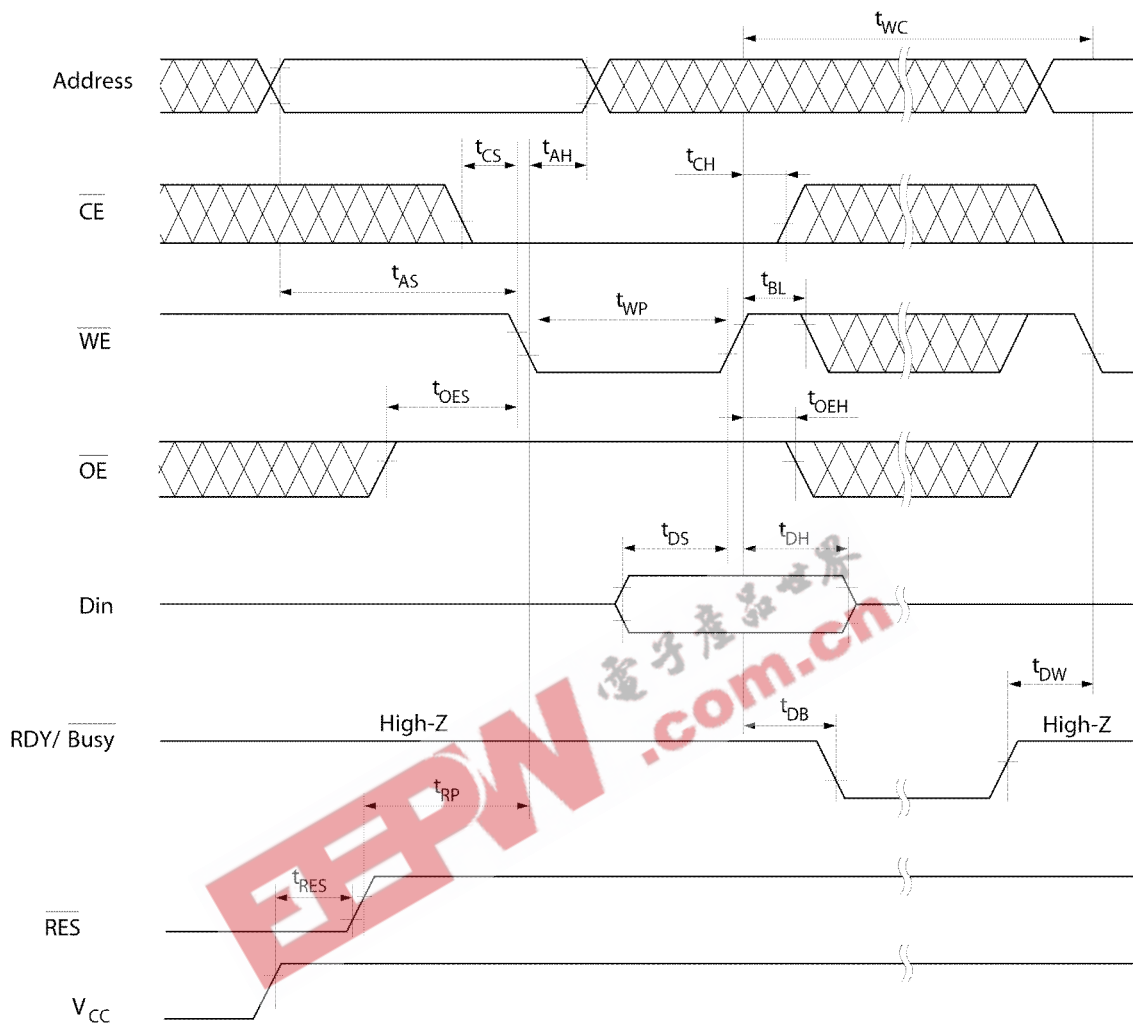 tWC
Address
tCS
tAH
tCH
CE
tAS
tWP
tBL
WE
tOES
tOEH
OE
tDS
tDH
Din
電子產品世界
EEPW.com.cn
tDW
tDB
High-Z
High-Z
RDY/ Busy
tRP
tRES
RES
VCC